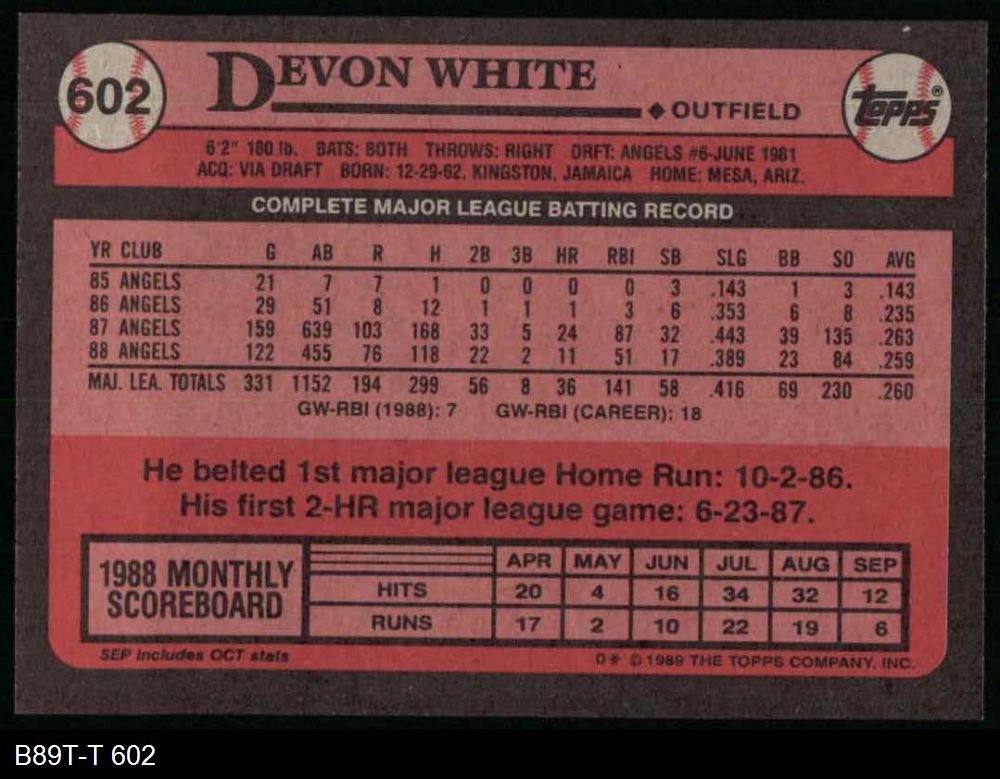 602
DEVON WHITE
◆ OUTFIELD
TOPPS®
6'2" 180 lb. BATS: BOTH THROWS: RIGHT DRFT: ANGELS #6-JUNE 1981
ACQ: VIA DRAFT BORN: 12-29-62, KINGSTON, JAMAICA HOME: MESA, ARIZ.
COMPLETE MAJOR LEAGUE BATTING RECORD
YR CLUB G AB R H 2B 3B HR RBI SB SLG BB SO AVG
85 ANGELS 21 7 7 1 0 0 0 0 3 .143 1 3 .143
86 ANGELS 29 51 8 12 1 1 1 3 6 .353 6 8 .235
87 ANGELS 159 639 103 168 33 5 24 87 32 .443 39 135 .263
88 ANGELS 122 455 76 118 22 2 11 51 17 .389 23 84 .259
MAJ. LEA. TOTALS 331 1152 194 299 56 8 36 141 58 .416 69 230 .260
GW-RBI (1988): 7 GW-RBI (CAREER): 18
He belted 1st major league Home Run: 10-2-86.
His first 2-HR major league game: 6-23-87.
1988 MONTHLY
SCOREBOARD
APR MAY JUN JUL AUG SEP
HITS 20 4 16 34 32 12
RUNS 17 2 10 22 19 6
SEP includes OCT stats
D* © 1989 THE TOPPS COMPANY, INC.
B89T-T 602